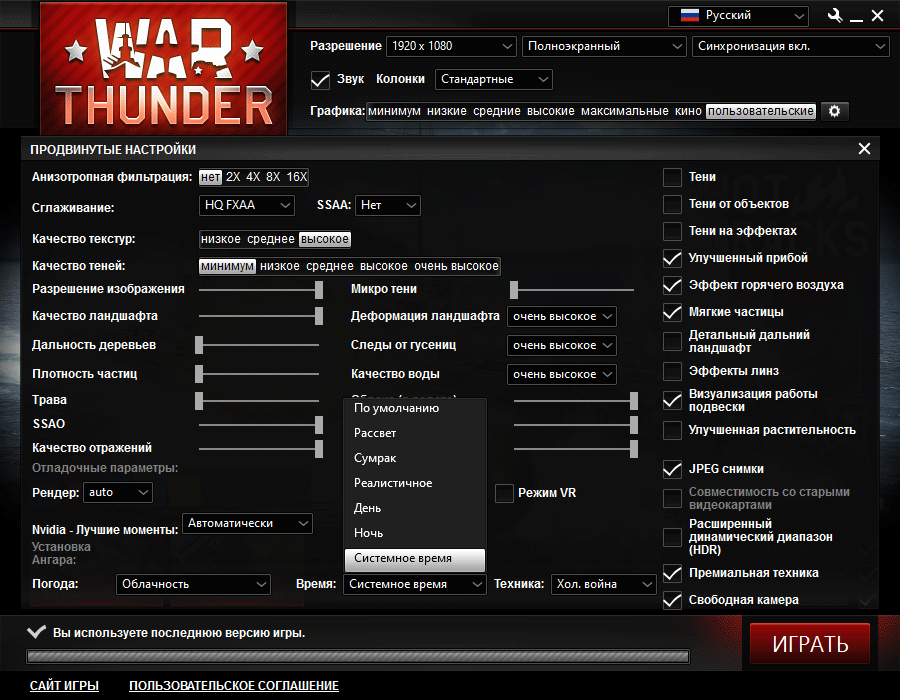 WAR
THUNDER
Русский
Разрешение 1920 x 1080 Полноэкранный Синхронизация вкл.
Звук Колонки Стандартные
Графика: минимум низкие средние высокие максимальные кино пользовательские
ПРОДВИНУТЫЕ НАСТРОЙКИ
Анизотропная фильтрация: нет 2X 4X 8X 16X
Сглаживание: HQ FXAA SSAA: Нет
Качество текстур: низкое среднее высокое
Качество теней: минимум низкое среднее высокое очень высокое
Разрешение изображения Микро тени
Качество ландшафта Деформация ландшафта очень высокое
Дальность деревьев Следы от гусениц очень высокое
Плотность частиц Качество воды очень высокое
Трава
SSAO
Качество отражений
Отладочные параметры:
Рендер: auto Режим VR
Nvidia - Лучшие моменты: Автоматически
Установка
Ангара:
Погода: Облачность Время: Системное время Техника: Хол. война
По умолчанию
Рассвет
Сумрак
Реалистичное
День
Ночь
Системное время
Тени
Тени от объектов
Тени на эффектах
Улучшенный прибой
Эффект горячего воздуха
Мягкие частицы
Детальный дальний
ландшафт
Эффекты линз
Визуализация работы
подвески
Улучшенная растительность
JPEG снимки
Совместимость со старыми
видеокартами
Расширенный
динамический диапазон
(HDR)
Премиальная техника
Свободная камера
Вы используете последнюю версию игры.
ИГРАТЬ
САЙТ ИГРЫ ПОЛЬЗОВАТЕЛЬСКОЕ СОГЛАШЕНИЕ